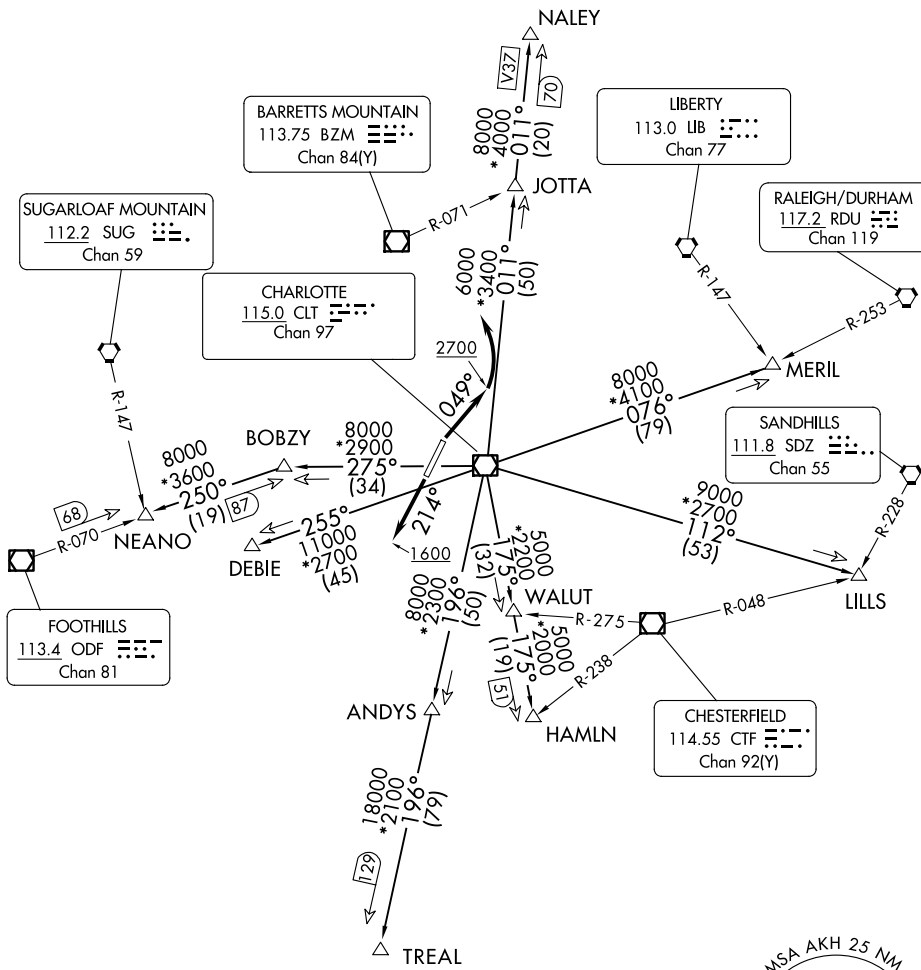 NALEY
V37
70
8000
*4000
011°
(20)
BARRETTS MOUNTAIN
113.75 BZM
Chan 84(Y)
LIBERTY
113.0 LIB
Chan 77
R-071
JOTTA
SUGARLOAF MOUNTAIN
112.2 SUG
Chan 59
RALEIGH/DURHAM
117.2 RDU
Chan 119
6000
*3400
011°
(50)
R-147
R-253
CHARLOTTE
115.0 CLT
Chan 97
2700
049°
MERIL
8000
*4100
076°
(79)
R-147
BOBZY
8000
*2900
275°
(34)
SANDHILLS
111.8 SDZ
Chan 55
8000
*3600
250°
(19)
87
68
R-070
NEANO
255°
11000
*2700
(45)
DEBIE
214°
1600
9000
*2700
112°
(53)
R-228
LILLS
5000
*2200
175°
(32)
WALUT
R-275
R-048
FOOTHILLS
113.4 ODF
Chan 81
8000
*2300
196°
(50)
5000
*2000
175°
(19)
51
R-238
ANDYS
HAMLN
CHESTERFIELD
114.55 CTF
Chan 92(Y)
18000
*2100
196°
(79)
129
TREAL
MSA AKH 25 NM